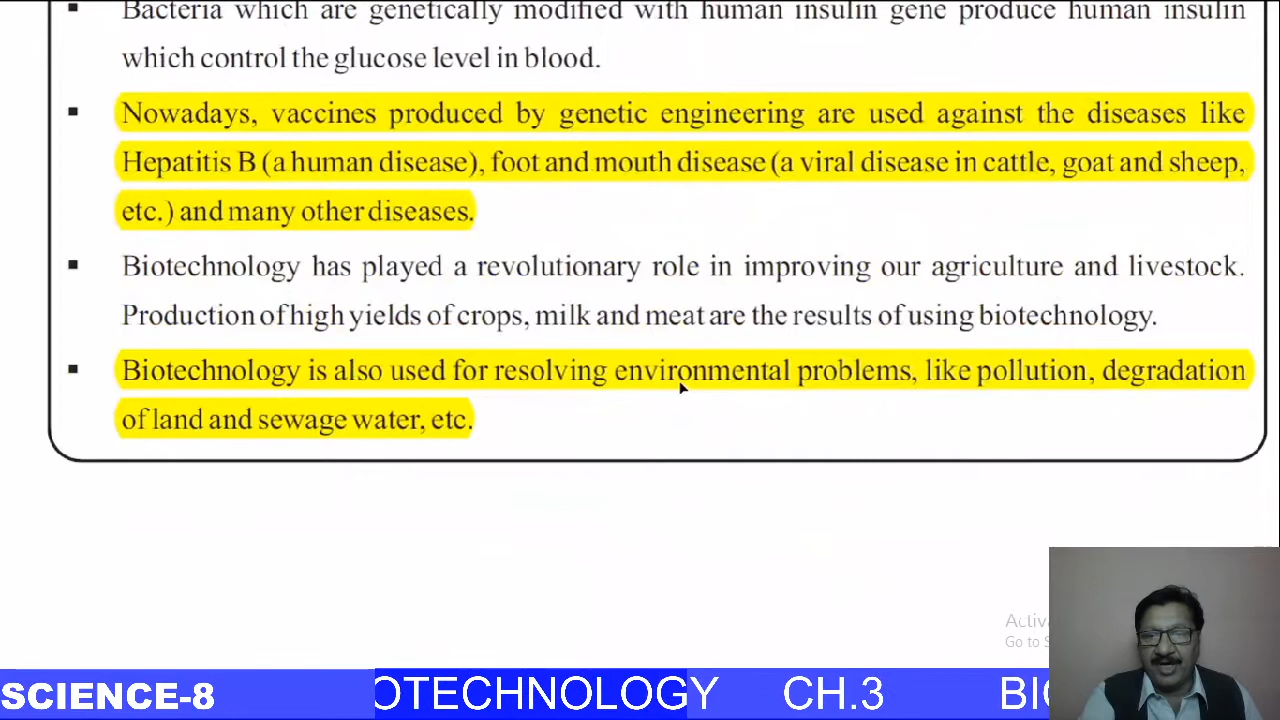 Bacteria which are genetically modified with human insulin gene produce human insulin
which control the glucose level in blood.
▪ Nowadays, vaccines produced by genetic engineering are used against the diseases like
Hepatitis B (a human disease), foot and mouth disease (a viral disease in cattle, goat and sheep,
etc.) and many other diseases.
▪ Biotechnology has played a revolutionary role in improving our agriculture and livestock.
Production of high yields of crops, milk and meat are the results of using biotechnology.
▪ Biotechnology is also used for resolving environmental problems, like pollution, degradation
of land and sewage water, etc.
Activ
Go to S
SCIENCE-8 OTECHNOLOGY CH.3 BIO